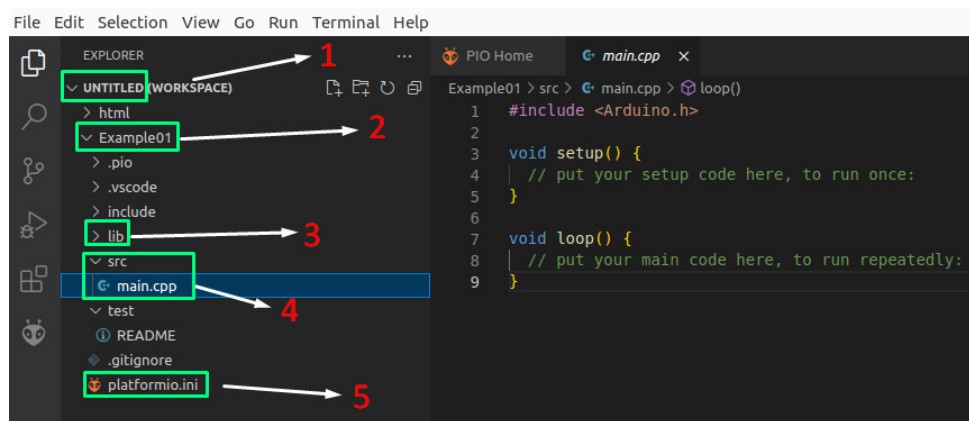 File Edit Selection View Go Run Terminal Help
EXPLORER ...
1
UNTITLED (WORKSPACE)
> html
Example01
2
> .pio
> .vscode
> include
> lib
3
src
main.cpp
4
test
README
.gitignore
platformio.ini
5
PIO Home main.cpp ×
Example01 > src > main.cpp > loop()
1 #include <Arduino.h>
2
3 void setup() {
4 // put your setup code here, to run once:
5 }
6
7 void loop() {
8 // put your main code here, to run repeatedly:
9 }